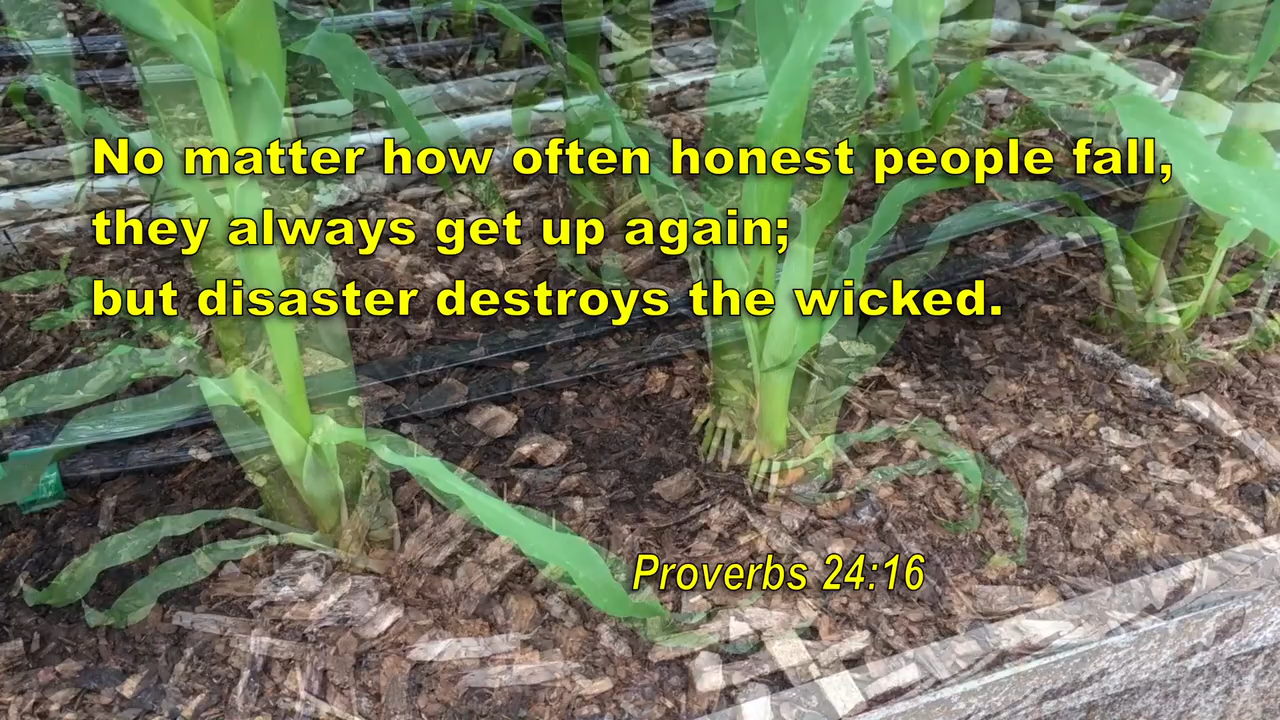 No matter how often honest people fall,
they always get up again;
but disaster destroys the wicked.
Proverbs 24:16